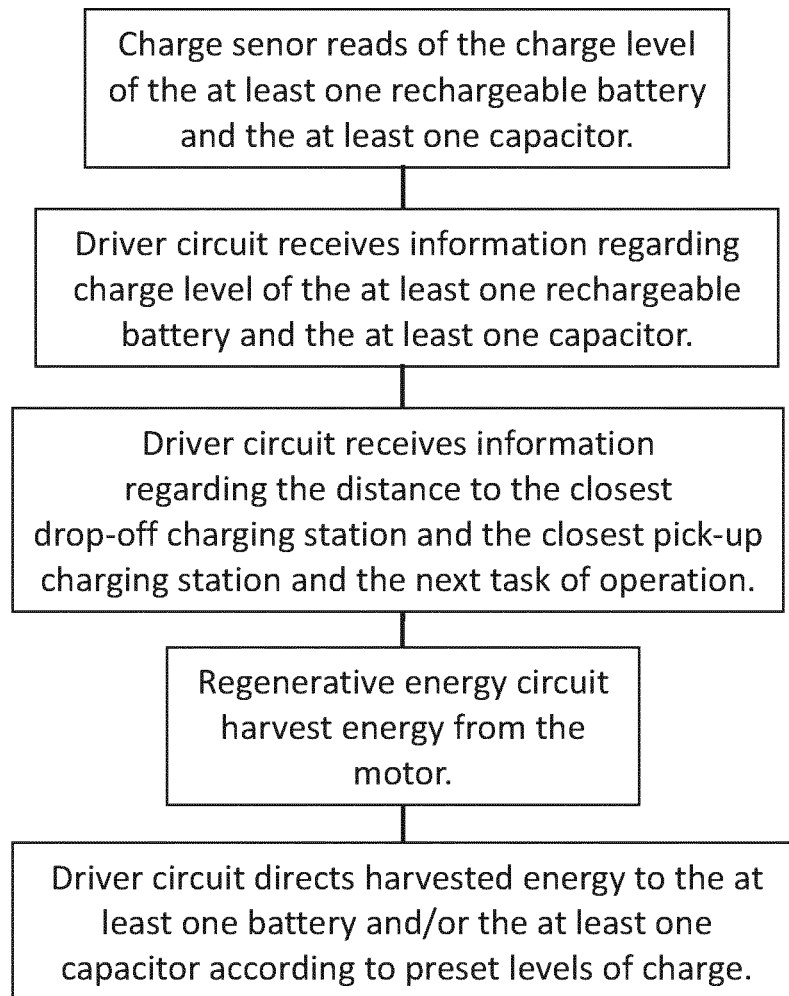 Charge senor reads of the charge level
of the at least one rechargeable battery
and the at least one capacitor.
Driver circuit receives information regarding
charge level of the at least one rechargeable
battery and the at least one capacitor.
Driver circuit receives information
regarding the distance to the closest
drop-off charging station and the closest pick-up
charging station and the next task of operation.
Regenerative energy circuit
harvest energy from the
motor.
Driver circuit directs harvested energy to the at
least one battery and/or the at least one
capacitor according to preset levels of charge.